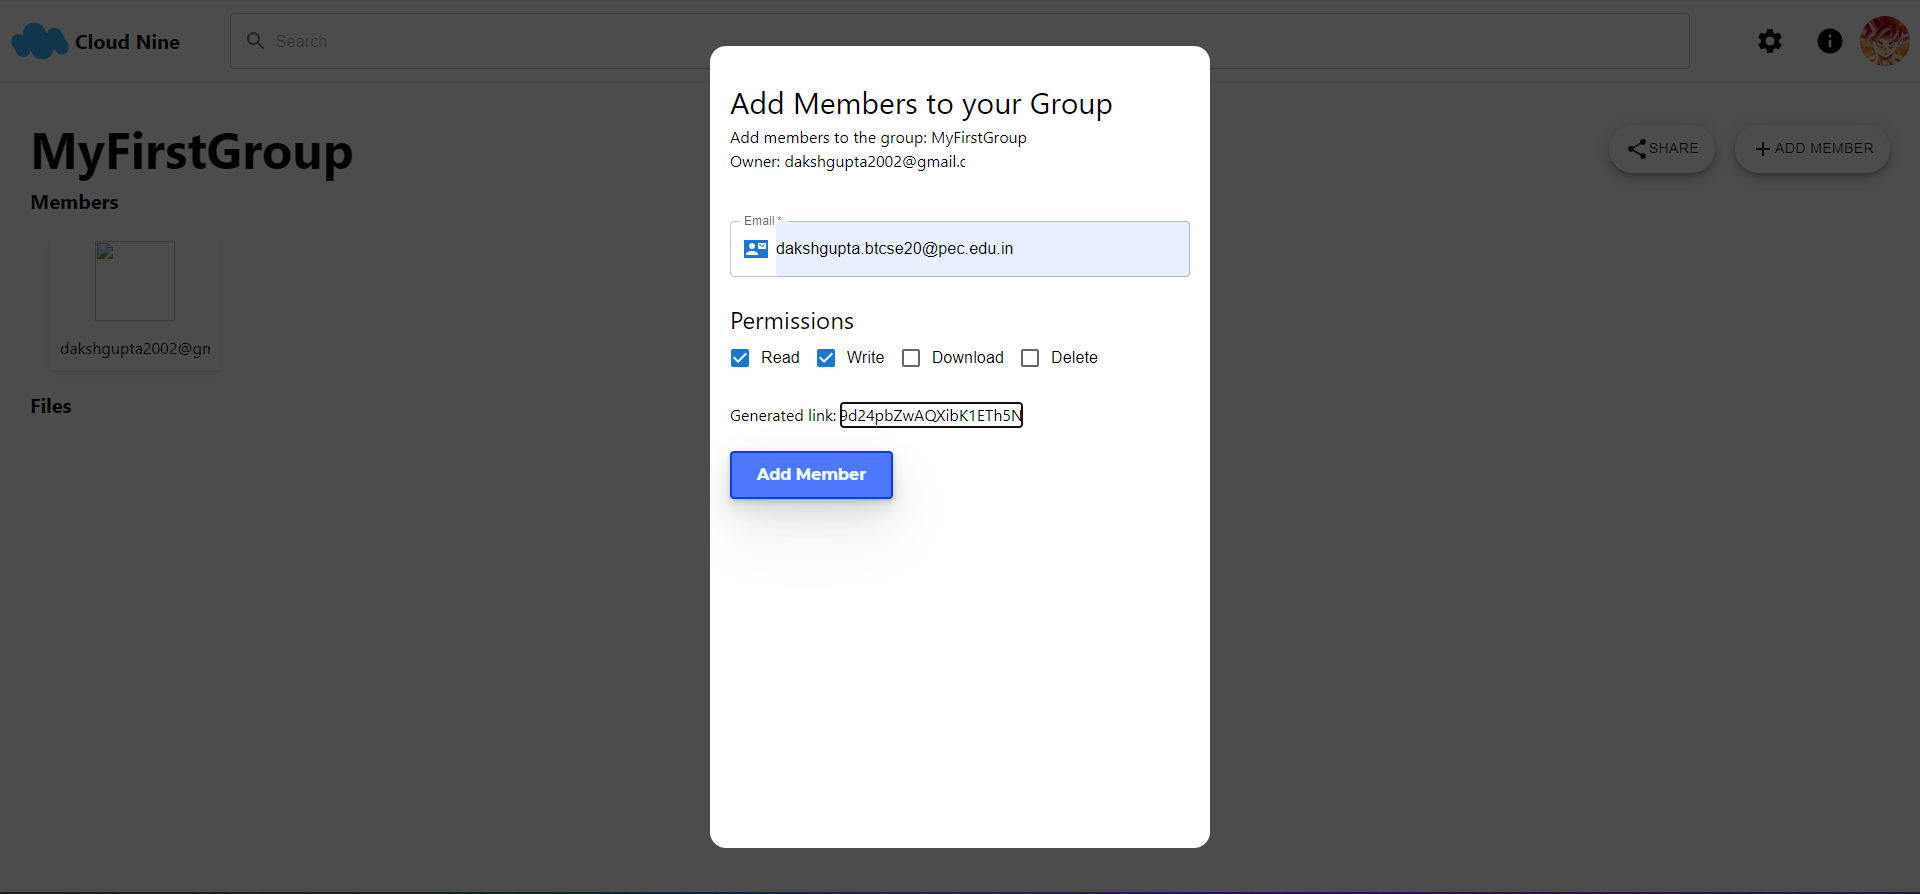 Cloud Nine
Search
MyFirstGroup
SHARE
ADD MEMBER
Members
dakshgupta2002@gm
Files
Add Members to your Group
Add members to the group: MyFirstGroup
Owner: dakshgupta2002@gmail.c
Email *
dakshgupta.btcse20@pec.edu.in
Permissions
Read Write Download Delete
Generated link: 9d24pbZwAQXibK1ETh5N
Add Member